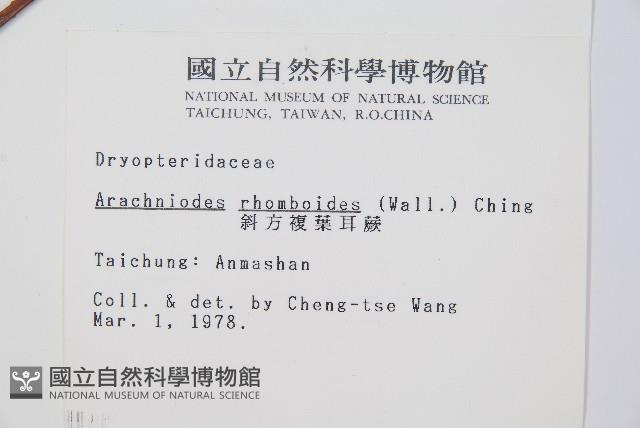 國立自然科學博物館
NATIONAL MUSEUM OF NATURAL SCIENCE
TAICHUNG, TAIWAN, R.O.CHINA
Dryopteridaceae
Arachniodes rhomboides (Wall.) Ching
斜方複葉耳蕨
Taichung: Anmashan
Coll. & det. by Cheng-tse Wang
Mar. 1, 1978.
國立自然科學博物館
NATIONAL MUSEUM OF NATURAL SCIENCE